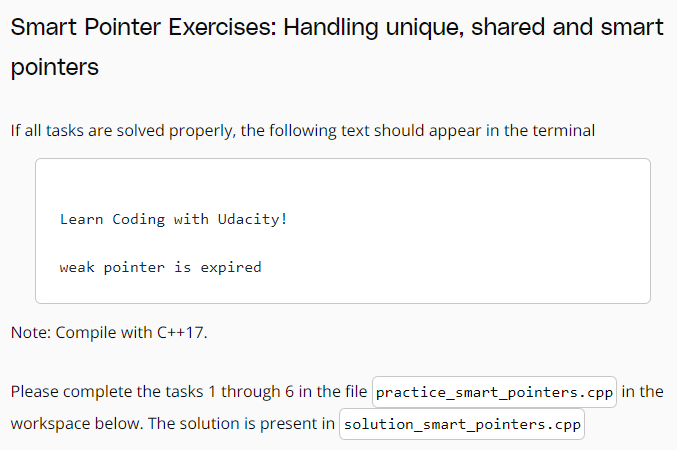 Smart Pointer Exercises: Handling unique, shared and smart
pointers
If all tasks are solved properly, the following text should appear in the terminal
Learn Coding with Udacity!
weak pointer is expired
Note: Compile with C++17.
Please complete the tasks 1 through 6 in the file practice_smart_pointers.cpp in the
workspace below. The solution is present in solution_smart_pointers.cpp